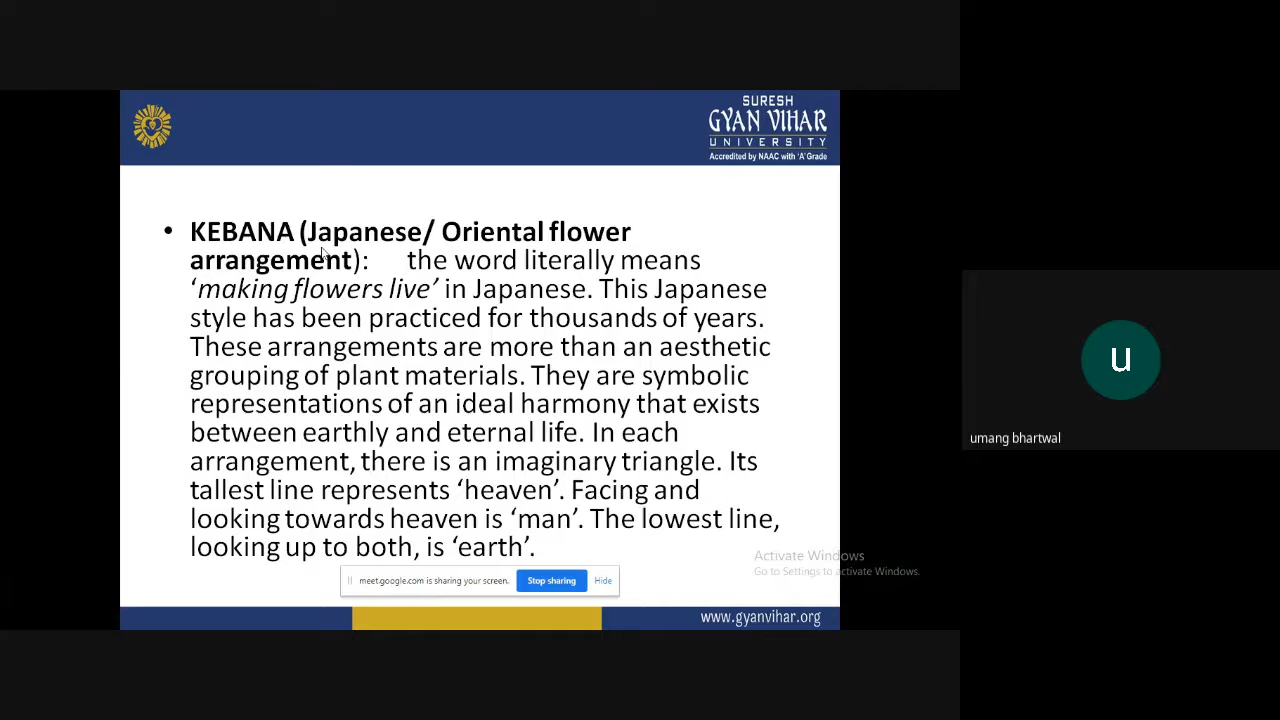 SURESH
GYAN VIHAR
UNIVERSITY
Accredited by NAAC with 'A' Grade
• KEBANA (Japanese/ Oriental flower
arrangement): the word literally means
‘making flowers live’ in Japanese. This Japanese
style has been practiced for thousands of years.
These arrangements are more than an aesthetic
grouping of plant materials. They are symbolic
representations of an ideal harmony that exists
between earthly and eternal life. In each
arrangement, there is an imaginary triangle. Its
tallest line represents ‘heaven’. Facing and
looking towards heaven is ‘man’. The lowest line,
looking up to both, is ‘earth’.
Activate Windows
Go to Settings to activate Windows.
meet.google.com is sharing your screen. Stop sharing Hide
www.gyanvihar.org
u
umang bhartwal